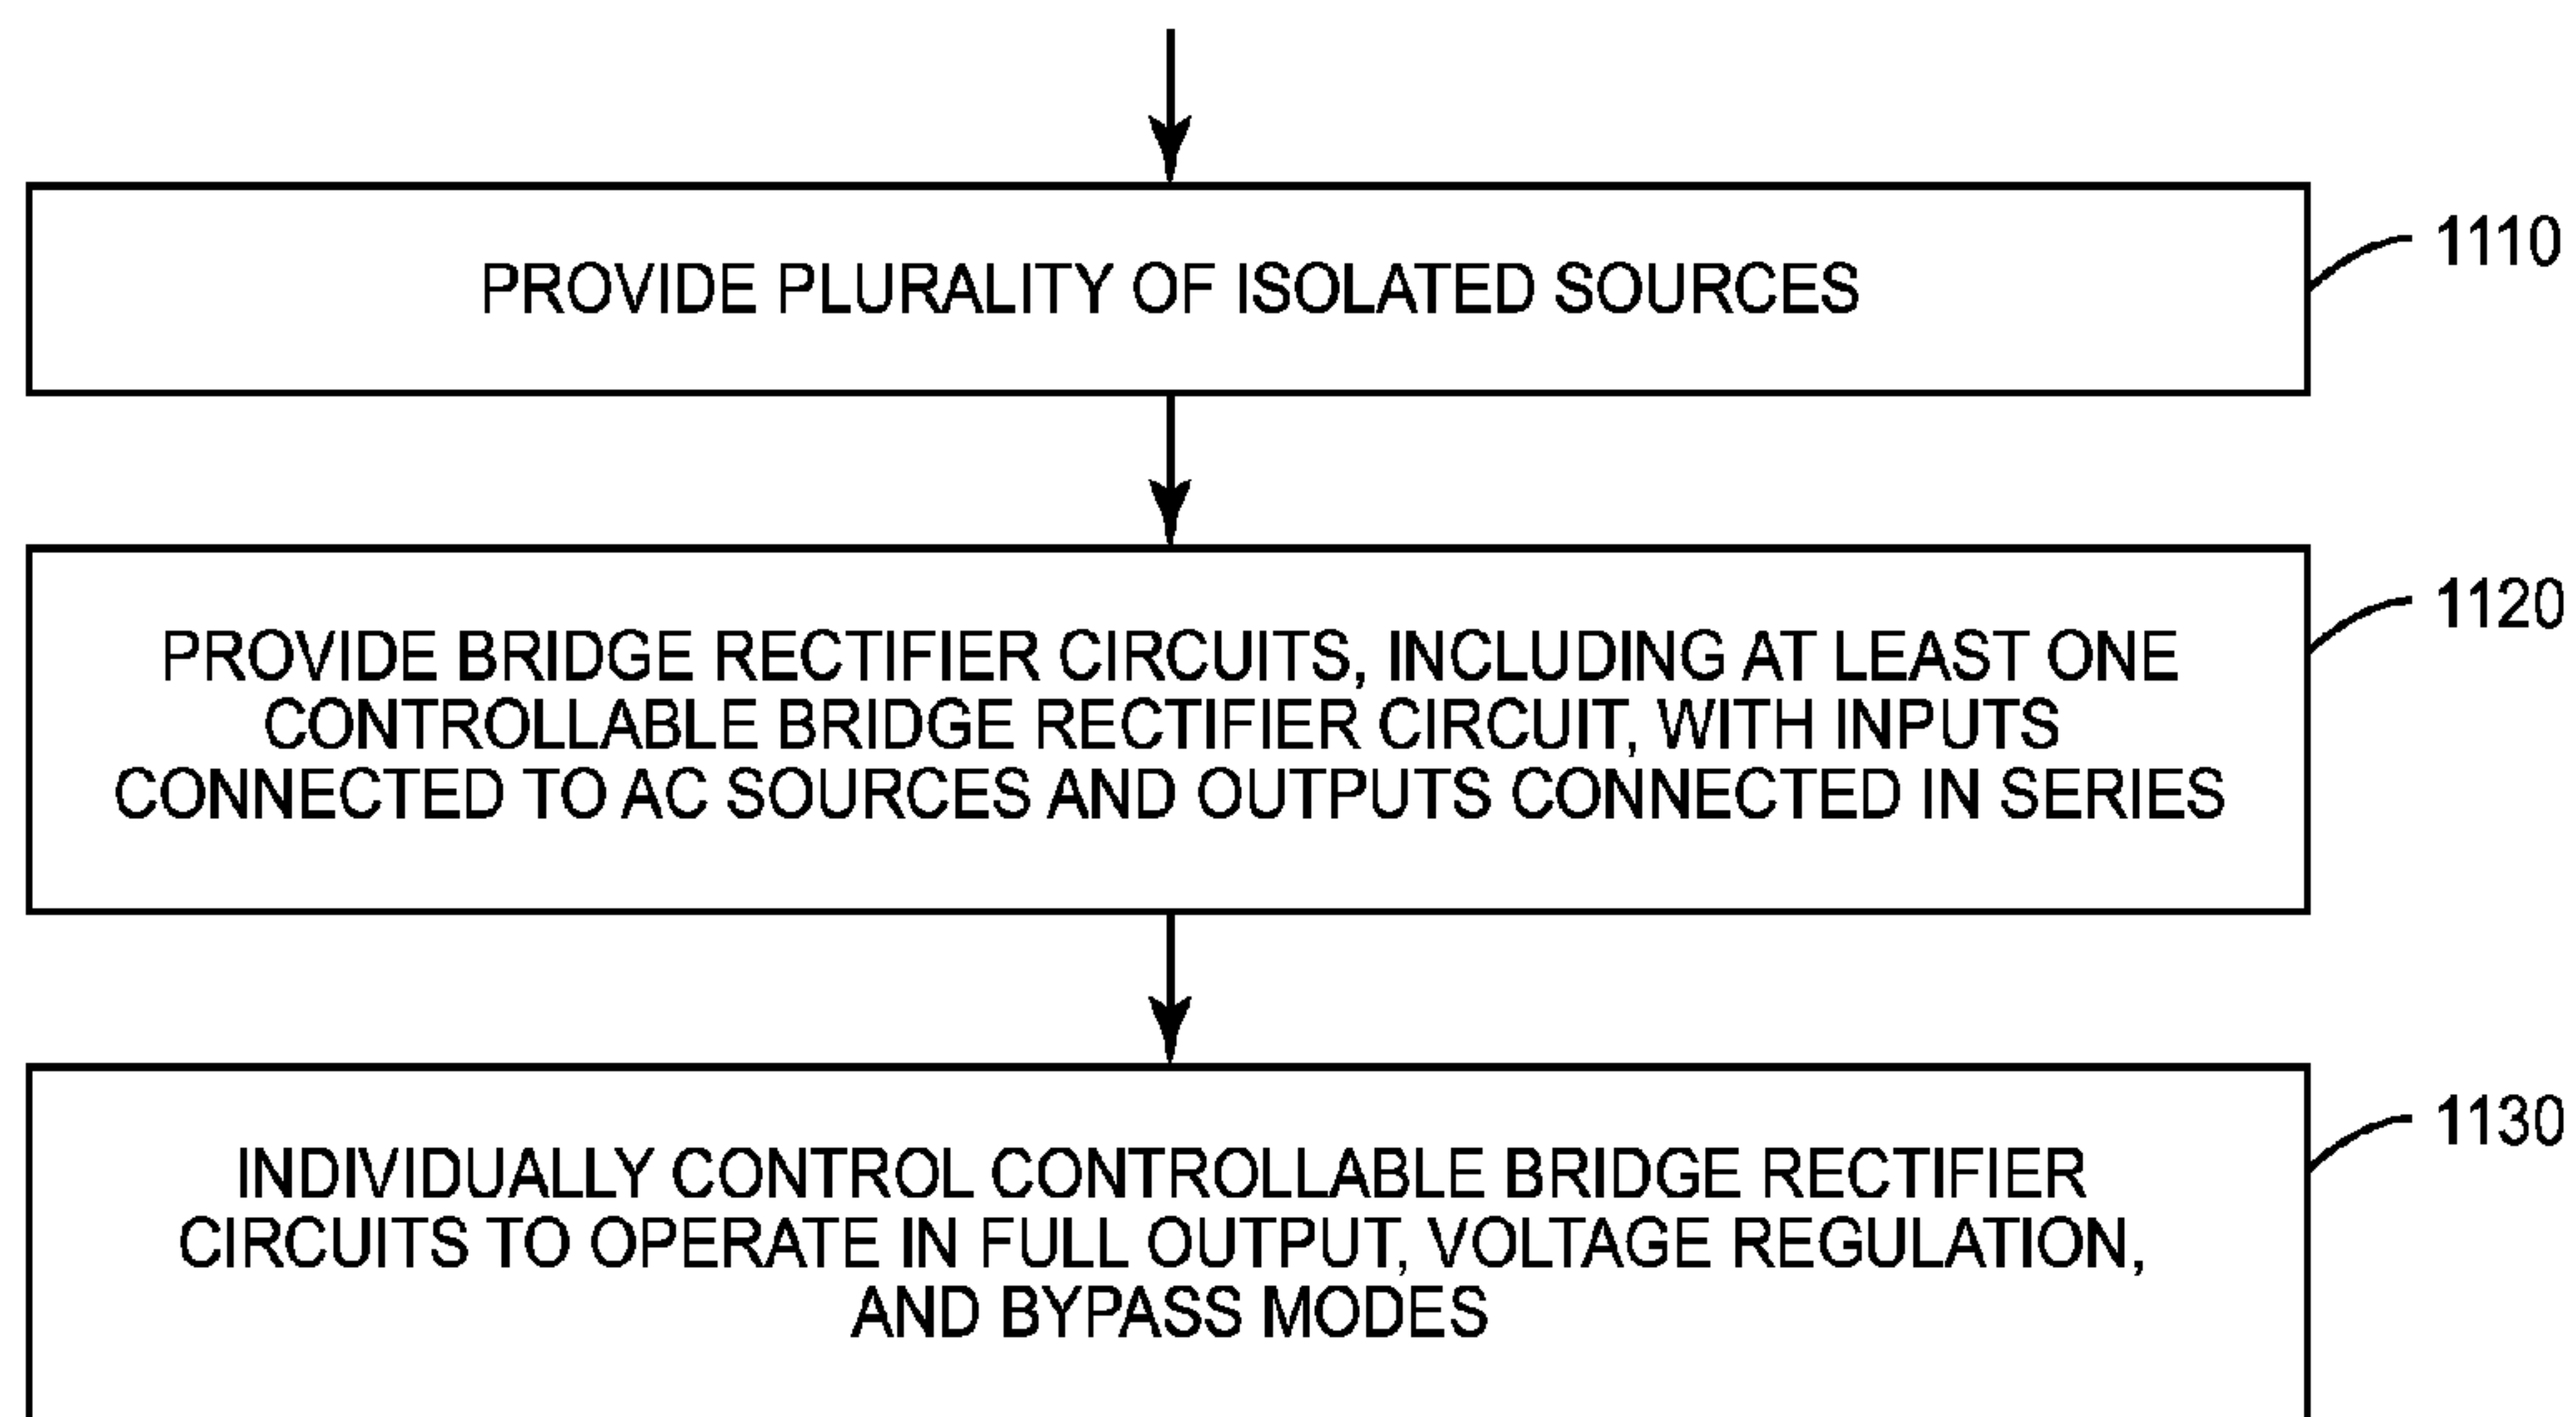 PROVIDE PLURALITY OF ISOLATED SOURCES
1110
PROVIDE BRIDGE RECTIFIER CIRCUITS, INCLUDING AT LEAST ONE
CONTROLLABLE BRIDGE RECTIFIER CIRCUIT, WITH INPUTS
CONNECTED TO AC SOURCES AND OUTPUTS CONNECTED IN SERIES
1120
INDIVIDUALLY CONTROL CONTROLLABLE BRIDGE RECTIFIER
CIRCUITS TO OPERATE IN FULL OUTPUT, VOLTAGE REGULATION,
AND BYPASS MODES
1130